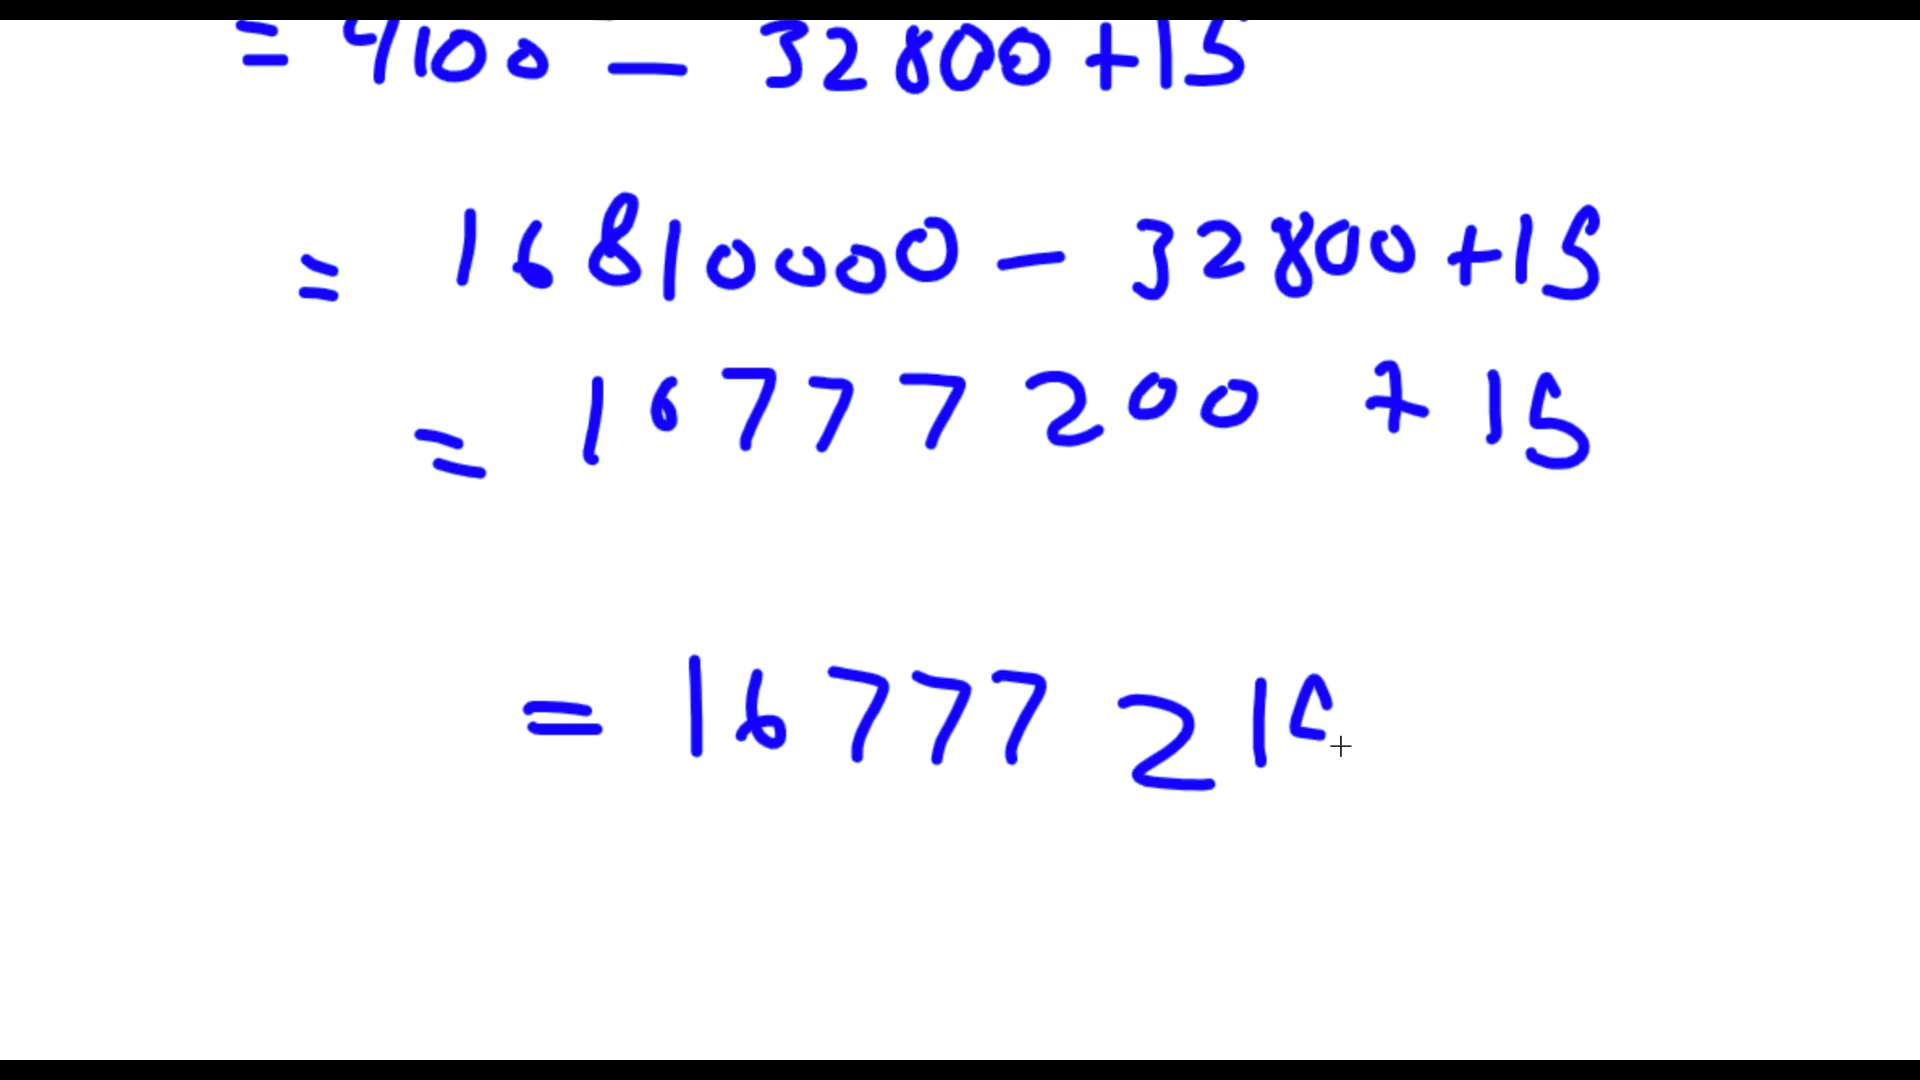 = 4100 - 32800 + 15
= 16810000 - 32800 + 15
= 16777200 + 15
= 1677721